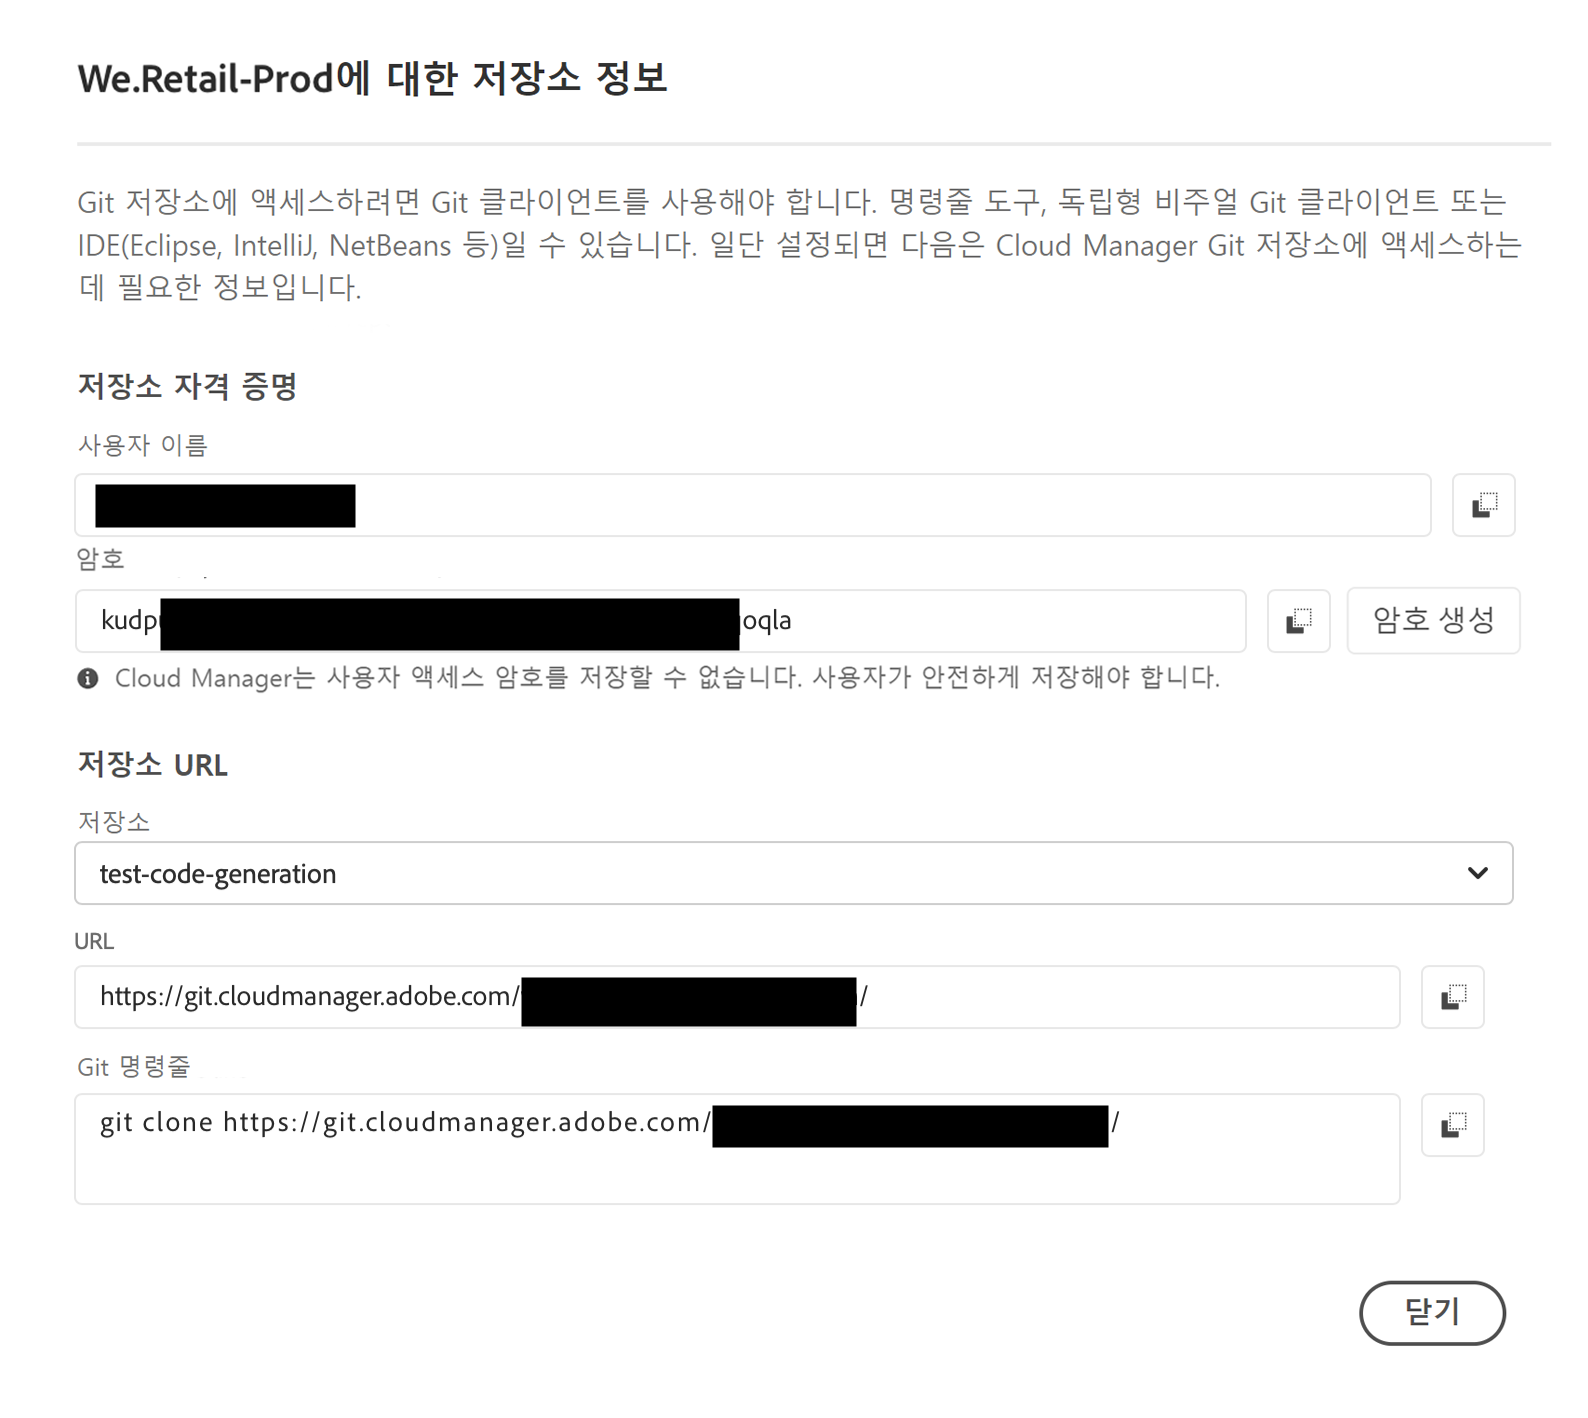 We.Retail-Prod에 대한 저장소 정보
Git 저장소에 액세스하려면 Git 클라이언트를 사용해야 합니다. 명령줄 도구, 독립형 비주얼 Git 클라이언트 또는
IDE(Eclipse, IntelliJ, NetBeans 등)일 수 있습니다. 일단 설정되면 다음은 Cloud Manager Git 저장소에 액세스하는
데 필요한 정보입니다.
저장소 자격 증명
사용자 이름
암호
kudp oqla
암호 생성
Cloud Manager는 사용자 액세스 암호를 저장할 수 없습니다. 사용자가 안전하게 저장해야 합니다.
저장소 URL
저장소
test-code-generation
URL
https://git.cloudmanager.adobe.com/ /
Git 명령줄
git clone https://git.cloudmanager.adobe.com/ /
닫기